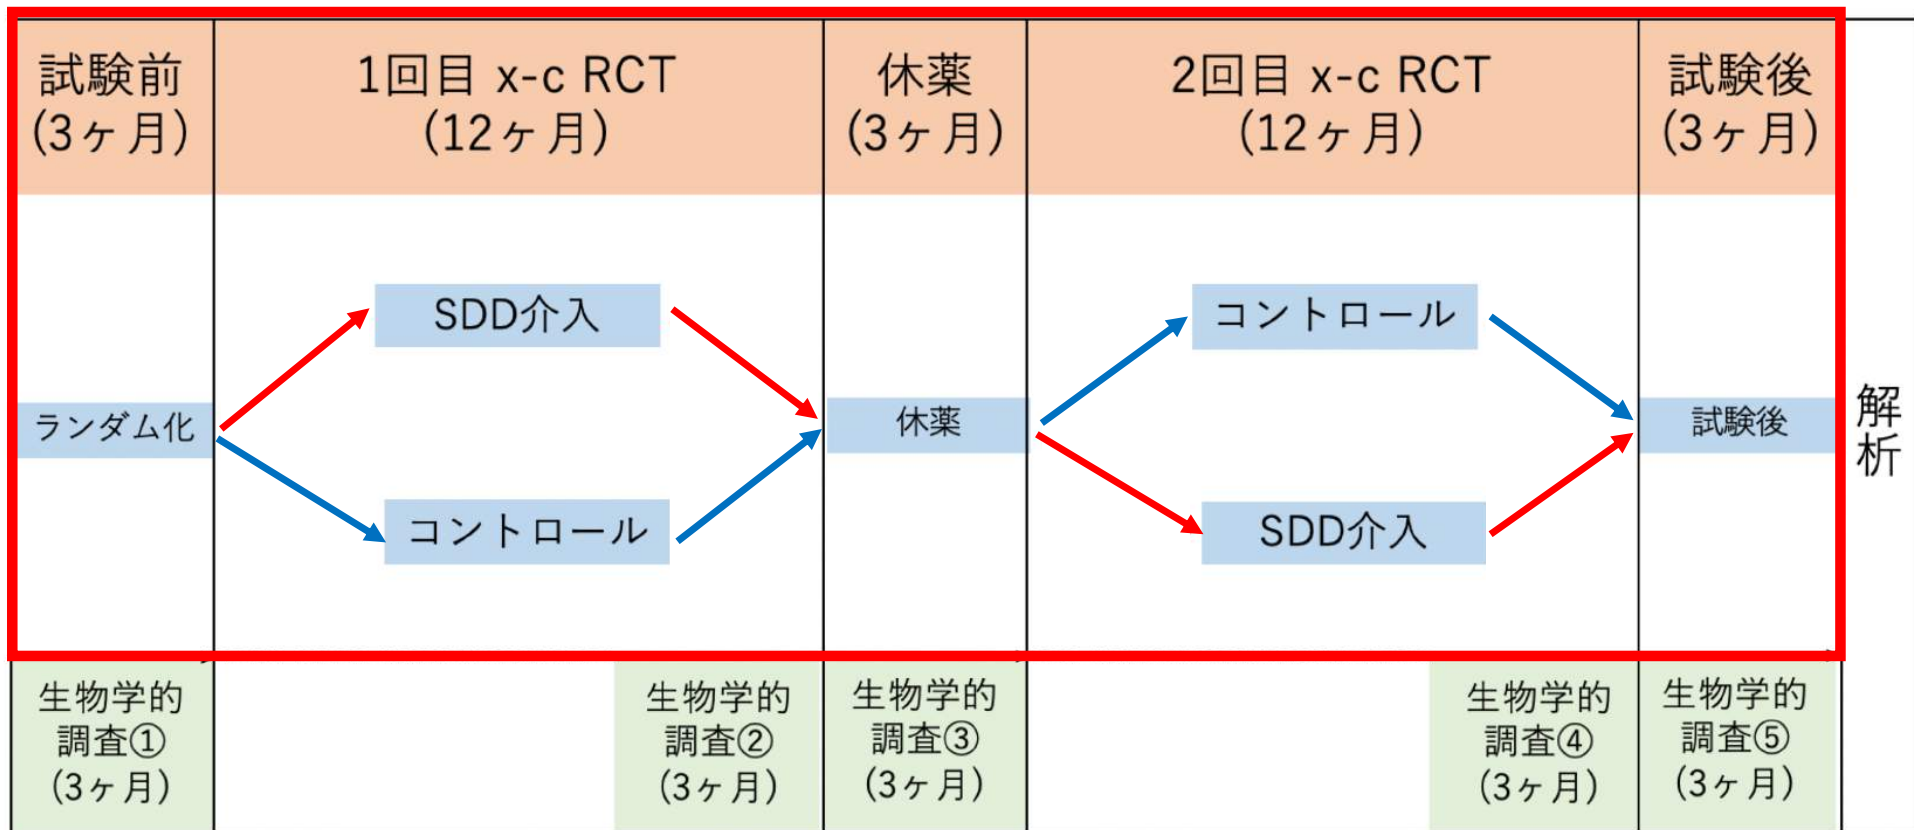 試験前
(3ヶ月)
1回目 x-c RCT
(12ヶ月)
休薬
(3ヶ月)
2回目 x-c RCT
(12ヶ月)
試験後
(3ヶ月)
SDD介入
コントロール
ランダム化
休薬
試験後
コントロール
SDD介入
解析
生物学的
調査①
(3ヶ月)
生物学的
調査②
(3ヶ月)
生物学的
調査③
(3ヶ月)
生物学的
調査④
(3ヶ月)
生物学的
調査⑤
(3ヶ月)